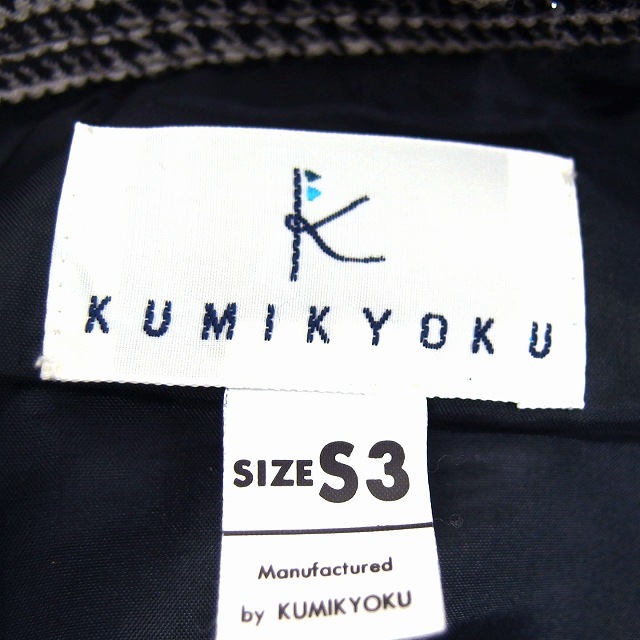 K
KUMIKYOKU
SIZE S3
Manufactured
by KUMIKYOKU